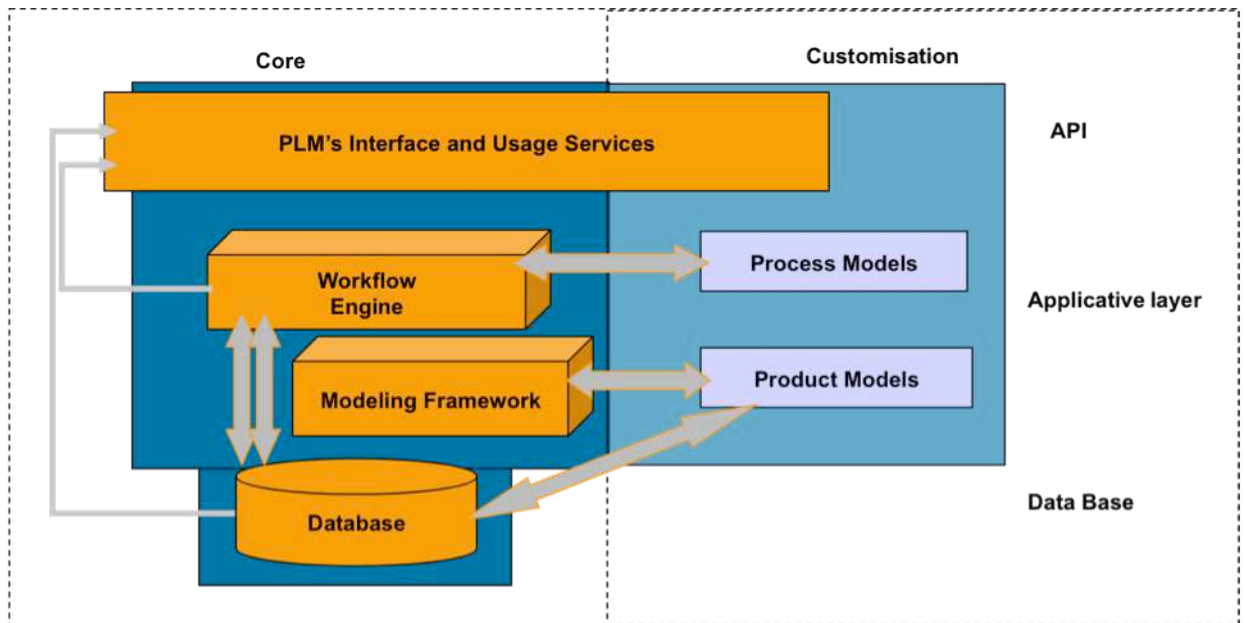 Core
Customisation
PLM's Interface and Usage Services
API
Workflow
Engine
Process Models
Applicative layer
Modeling Framework
Product Models
Database
Data Base